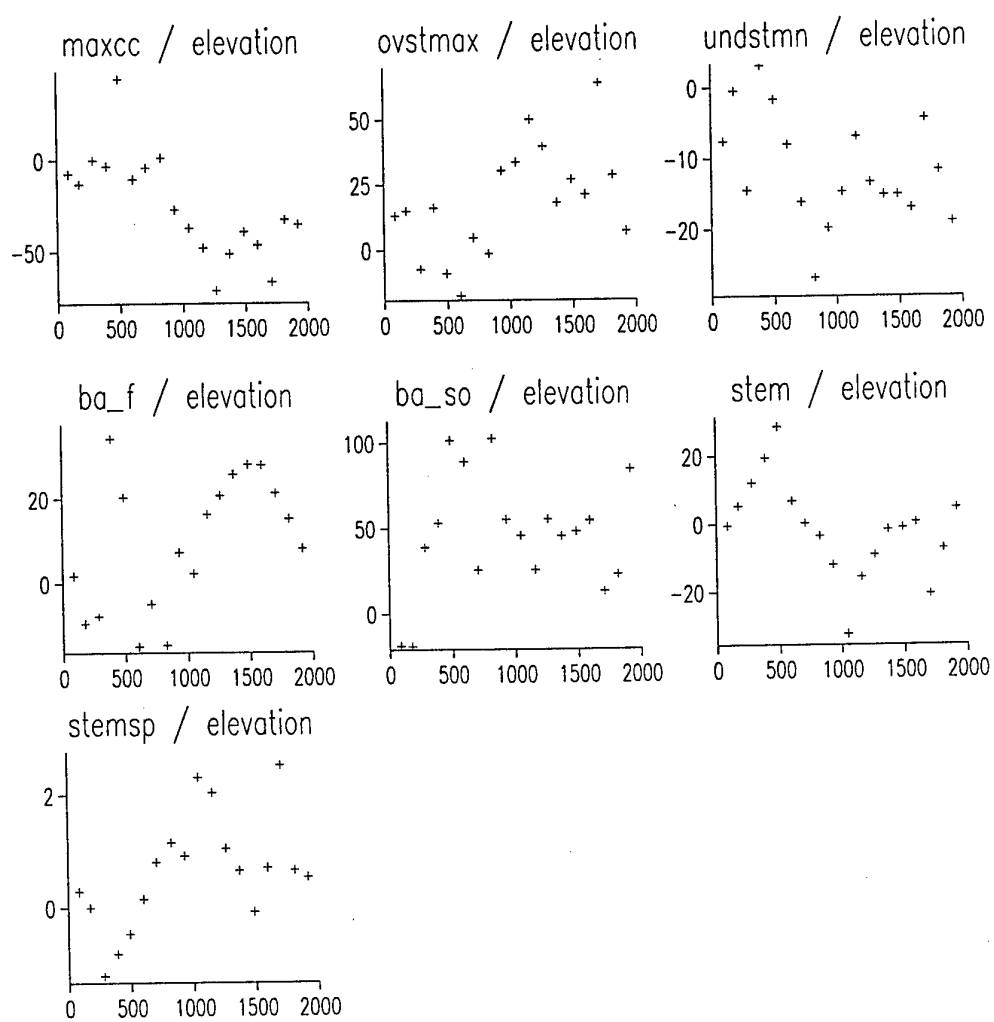 maxcc / elevation
0
−50
0 500 1000 1500 2000
ovstmax / elevation
50
25
0
0 500 1000 1500 2000
undstmn / elevation
0
−10
−20
0 500 1000 1500 2000
ba_f / elevation
20
0
0 500 1000 1500 2000
ba_so / elevation
100
50
0
0 500 1000 1500 2000
stem / elevation
20
0
−20
0 500 1000 1500 2000
stemsp / elevation
2
0
0 500 1000 1500 2000